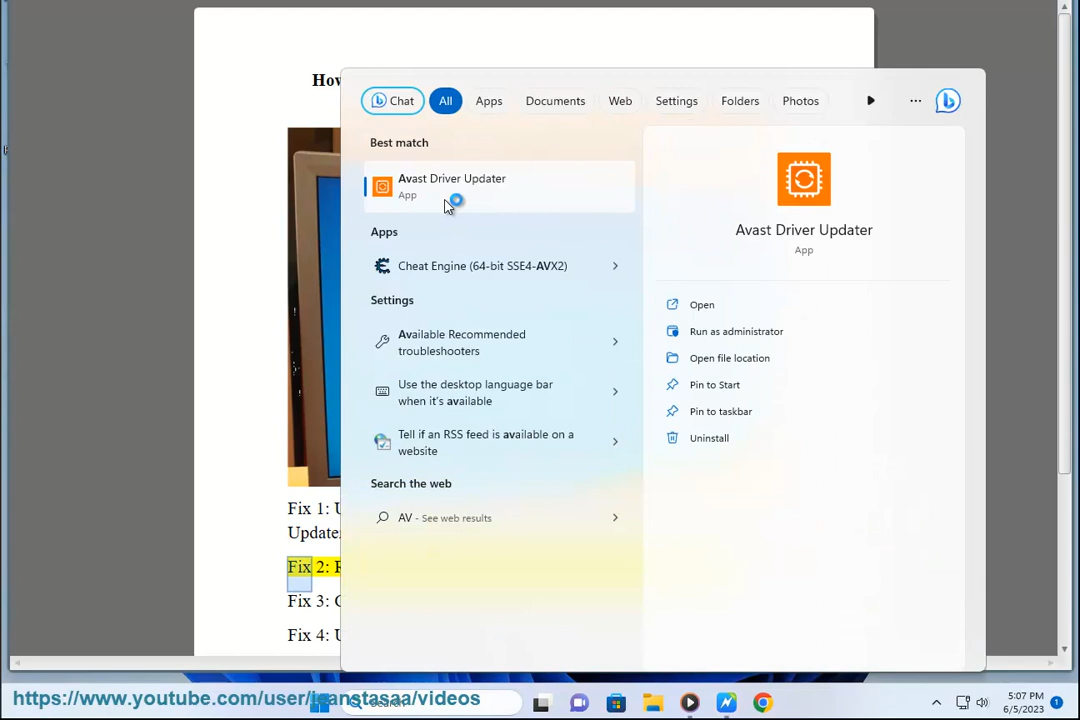 How
Chat
All
Apps
Documents
Web
Settings
Folders
Photos
Best match
Avast Driver Updater
App
Apps
Cheat Engine (64-bit SSE4-AVX2)
Settings
Available Recommended
troubleshooters
Use the desktop language bar
when it's available
Tell if an RSS feed is available on a
website
Search the web
AV - See web results
Avast Driver Updater
App
Open
Run as administrator
Open file location
Pin to Start
Pin to taskbar
Uninstall
Fix 1: U
Updater
Fix 2: R
Fix 3: C
Fix 4: U
https://www.youtube.com/user/jeanstasaa/videos
5:07 PM
6/5/2023
1